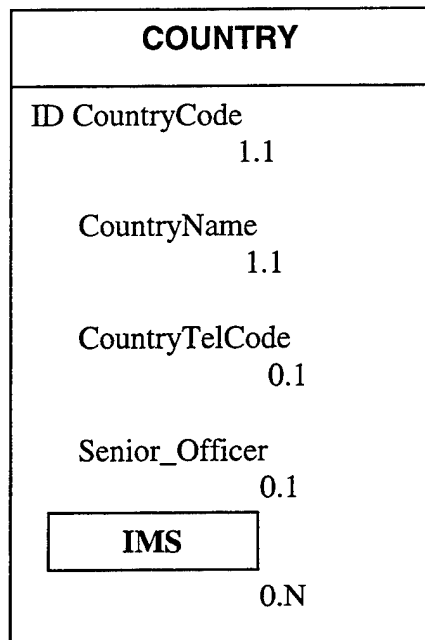 COUNTRY
ID CountryCode
1.1
CountryName
1.1
CountryTelCode
0.1
Senior_Officer
0.1
IMS
0.N